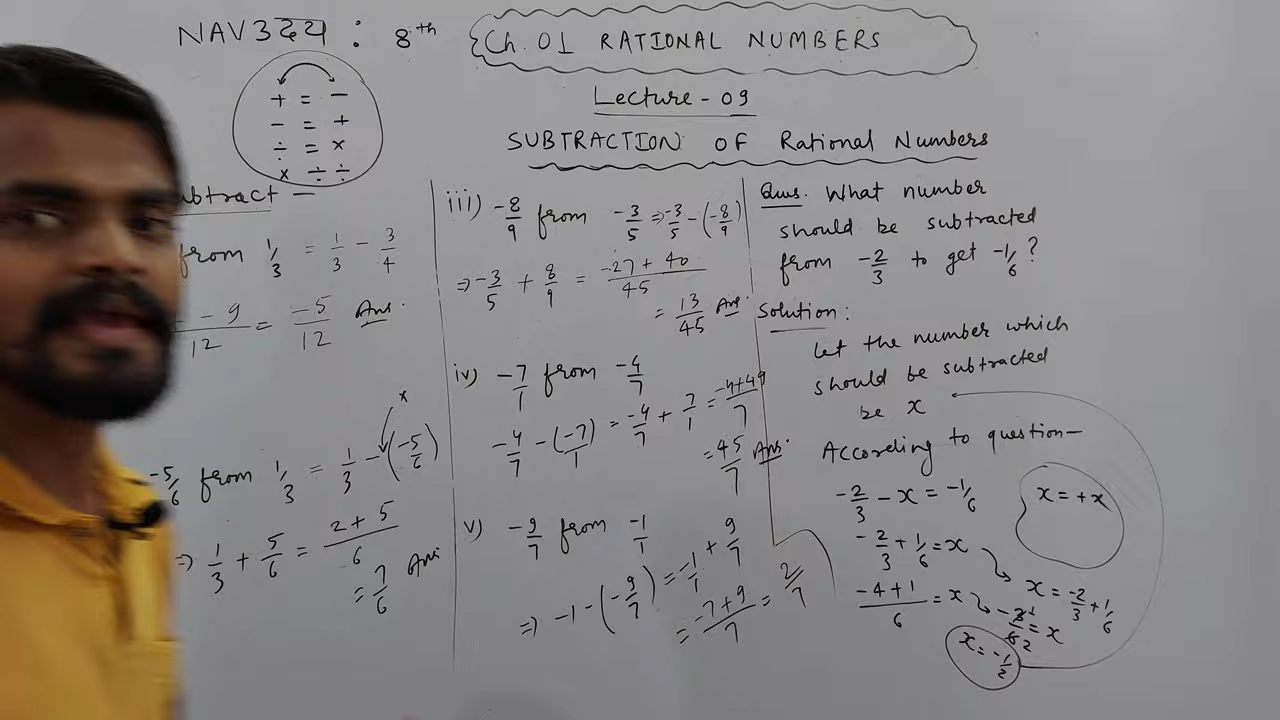 NAV3राय : 8th
Ch. 01 RATIONAL NUMBERS
Lecture - 09
SUBTRACTION OF Rational Numbers
+ = -
- = +
÷ = ×
× ÷ ÷
ubtract —
from 1/3 = 1/3 - 3/4
- 9/12 = -5/12 Ans.
×
-5/6 from 1/3 = 1/3 - (-5/6)
⇒ 1/3 + 5/6 = 2+5/6
= 7/6 Ans
iii) -8/9 from -3/5 ⇒ -3/5 - (-8/9)
⇒ -3/5 + 8/9 = -27+40/45
= 13/45 Ans.
iv) -7/1 from -4/7
-4/7 - (-7/1) = -4/7 + 7/1 = -4+49/7
= 45/7 Ans.
v) -9/7 from -1/1
⇒ -1 - (-9/7) = -1/1 + 9/7
= -7+9/7 = 2/7
Ques. What number
should be subtracted
from -2/3 to get -1/6?
Solution:
Let the number which
should be subtracted
be x
According to question—
-2/3 - x = -1/6
x = +x
-2/3 + 1/6 = x
x = -2/3 + 1/6
-4+1/6 = x
-3/6 = x
1
2
x = -1/2